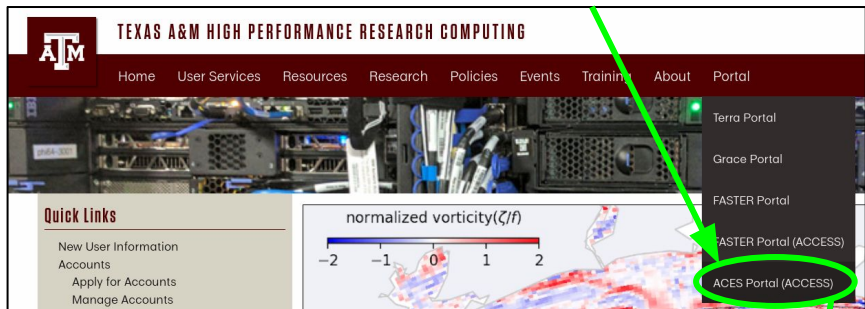 TEXAS A&M HIGH PERFORMANCE RESEARCH COMPUTING
A|M
Home User Services Resources Research Policies Events Training About Portal
Terra Portal
Grace Portal
FASTER Portal
FASTER Portal (ACCESS)
ACES Portal (ACCESS)
Quick Links
New User Information
Accounts
Apply for Accounts
Manage Accounts
normalized vorticity(ζ/f)
−2 −1 0 1 2